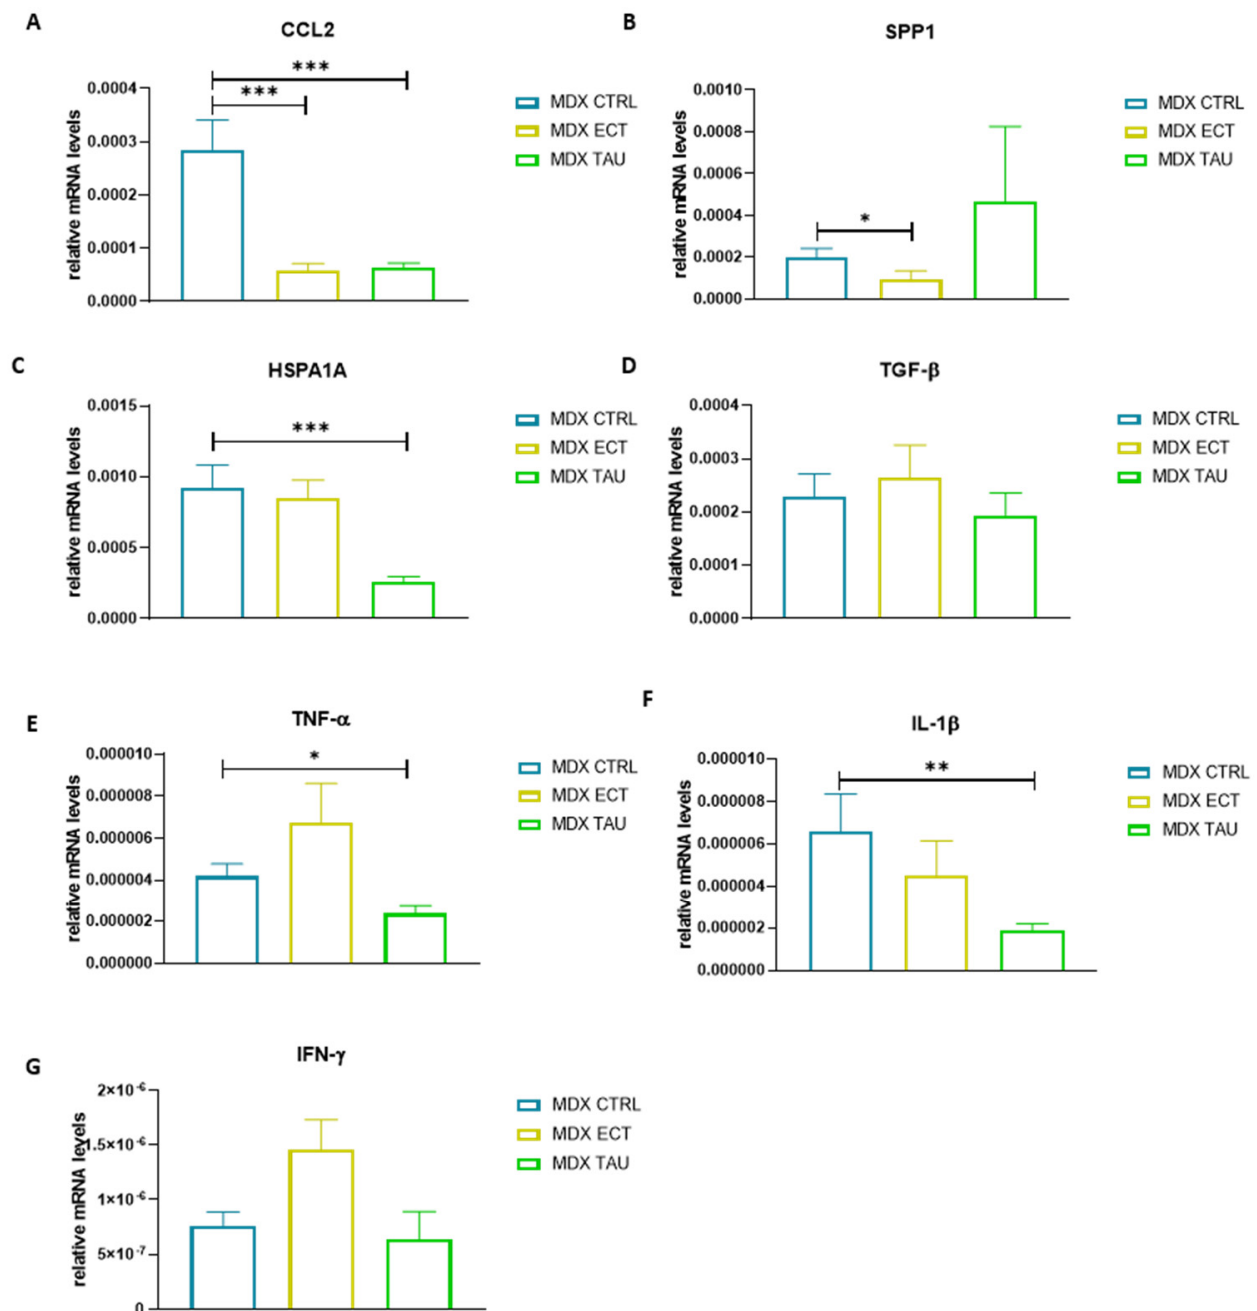 A
CCL2
***
***
0.0004
0.0003
0.0002
0.0001
0.0000
relative mRNA levels
MDX CTRL
MDX ECT
MDX TAU
B
SPP1
*
0.0010
0.0008
0.0006
0.0004
0.0002
0.0000
relative mRNA levels
MDX CTRL
MDX ECT
MDX TAU
C
HSPA1A
***
0.0015
0.0010
0.0005
0.0000
relative mRNA levels
MDX CTRL
MDX ECT
MDX TAU
D
TGF-β
0.0004
0.0003
0.0002
0.0001
0.0000
relative mRNA levels
MDX CTRL
MDX ECT
MDX TAU
E
TNF-α
*
0.000010
0.000008
0.000006
0.000004
0.000002
0.000000
relative mRNA levels
MDX CTRL
MDX ECT
MDX TAU
F
IL-1β
**
0.000010
0.000008
0.000006
0.000004
0.000002
0.000000
relative mRNA levels
MDX CTRL
MDX ECT
MDX TAU
G
IFN-γ
2×10⁻⁶
1.5×10⁻⁶
1×10⁻⁶
5×10⁻⁷
0
relative mRNA levels
MDX CTRL
MDX ECT
MDX TAU